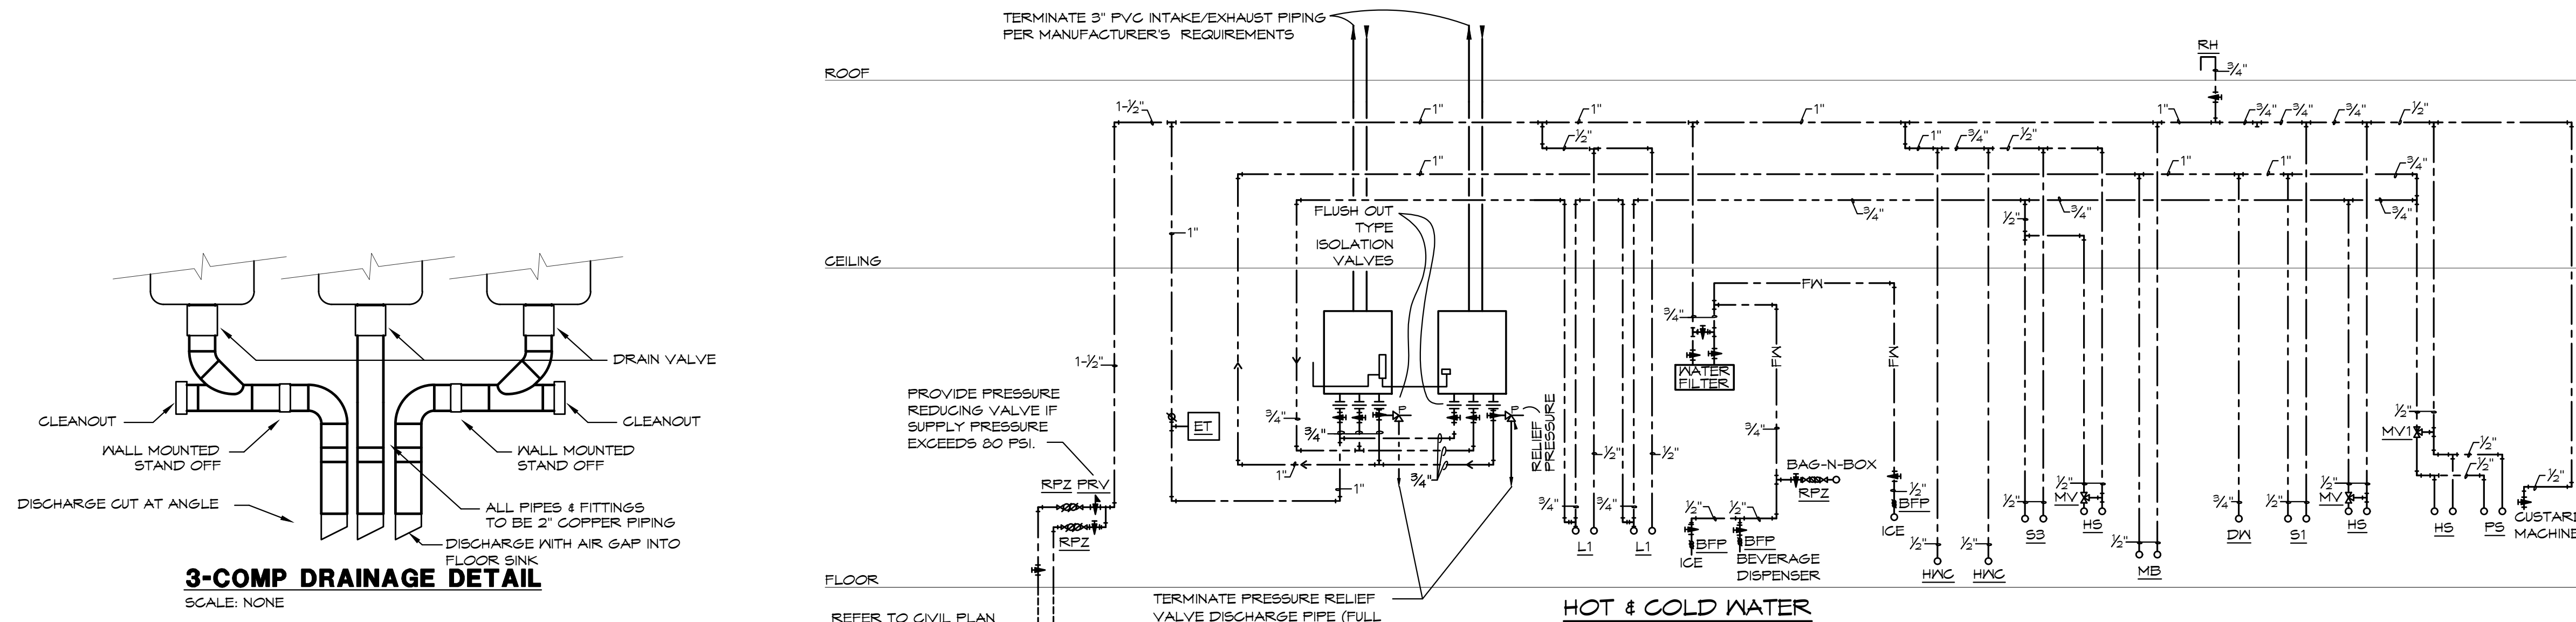 DRAIN VALVE
CLEANOUT
CLEANOUT
WALL MOUNTED
STAND OFF
WALL MOUNTED
STAND OFF
DISCHARGE CUT AT ANGLE
ALL PIPES & FITTINGS
TO BE 2" COPPER PIPING
DISCHARGE WITH AIR GAP INTO
FLOOR SINK
3-COMP DRAINAGE DETAIL
SCALE: NONE
TERMINATE 3" PVC INTAKE/EXHAUST PIPING
PER MANUFACTURER'S REQUIREMENTS
RH
3/4"
ROOF
1-1/2"
1"
1"
1"
1"
3/4"
3/4"
3/4"
1/2"
1/2"
1"
3/4"
1/2"
1"
1"
1"
3/4"
3/4"
3/4"
3/4"
1/2"
1"
FLUSH OUT
TYPE
ISOLATION
VALVES
CEILING
FW
FW
FW
3/4"
WATER
FILTER
1-1/2"
PROVIDE PRESSURE
REDUCING VALVE IF
SUPPLY PRESSURE
EXCEEDS 80 PSI.
RPZ PRV
RPZ
ET
3/4"
3/4"
1"
1"
3/4"
P
P
RELIEF
PRESSURE
3/4"
3/4"
1/2"
1/2"
L1
L1
3/4"
BAG-N-BOX
RPZ
1/2"
1/2"
BFP
BFP
ICE
BEVERAGE
DISPENSER
1/2"
BFP
ICE
1/2"
1/2"
HWC
HWC
1/2"
S3
1/2"
MV
HS
1/2"
MB
3/4"
DW
1/2"
S1
1/2"
MV
HS
1/2"
MV1
1/2"
1/2"
HS
PS
1/2"
CUSTARD
MACHINE
FLOOR
REFER TO CIVIL PLAN
TERMINATE PRESSURE RELIEF
VALVE DISCHARGE PIPE (FULL
HOT & COLD WATER